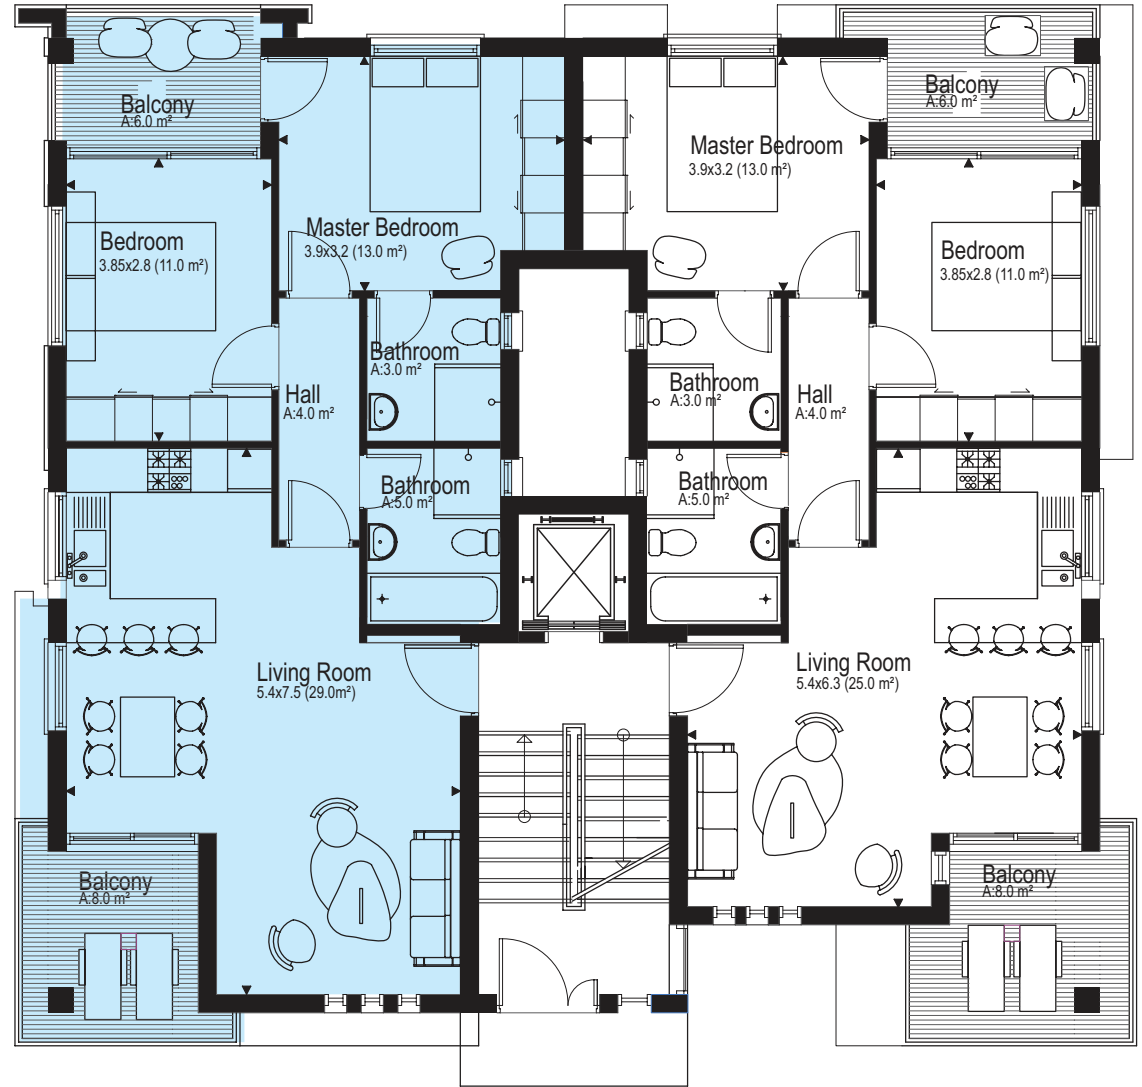 Balcony
A:6.0 m²
Balcony
A:6.0 m²
Master Bedroom
3.9x3.2 (13.0 m²)
Master Bedroom
3.9x3.2 (13.0 m²)
Bedroom
3.85x2.8 (11.0 m²)
Bedroom
3.85x2.8 (11.0 m²)
Bathroom
A:3.0 m²
Bathroom
A:3.0 m²
Hall
A:4.0 m²
Hall
A:4.0 m²
Bathroom
A:5.0 m²
Bathroom
A:5.0 m²
Living Room
5.4x7.5 (29.0m²)
Living Room
5.4x6.3 (25.0 m²)
Balcony
A:8.0 m²
Balcony
A:8.0 m²